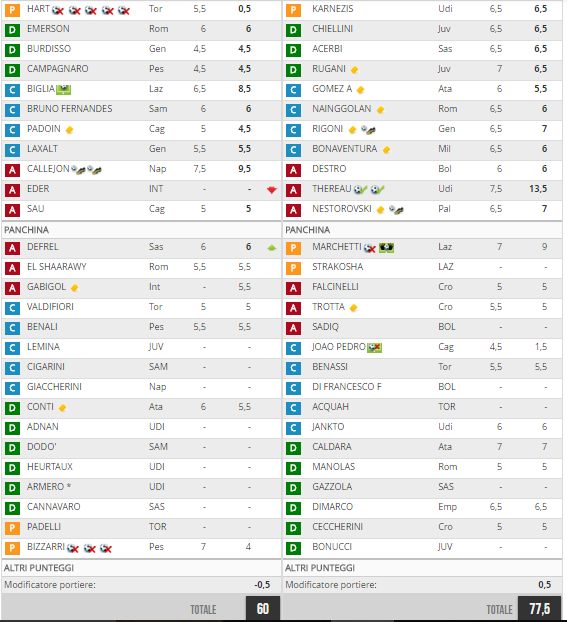 P HART Tor 5,5 0,5
D EMERSON Rom 6 6
D BURDISSO Gen 4,5 4,5
D CAMPAGNARO Pes 4,5 4,5
C BIGLIA Laz 6,5 8,5
C BRUNO FERNANDES Sam 6 6
C PADOIN Cag 5 4,5
C LAXALT Gen 5,5 5,5
A CALLEJON Nap 7,5 9,5
A EDER INT - -
A SAU Cag 5 5
PANCHINA
A DEFREL Sas 6 6
A EL SHAARAWY Rom 5,5 5,5
A GABIGOL Int - 5,5
C VALDIFIORI Tor 5 5
C BENALI Pes 5,5 5,5
C LEMINA JUV - -
C CIGARINI SAM - -
C GIACCHERINI Nap - -
D CONTI Ata 6 5,5
D ADNAN UDI - -
D DODO' SAM - -
D HEURTAUX UDI - -
D ARMERO * UDI - -
D CANNAVARO SAS - -
P PADELLI TOR - -
P BIZZARRI Pes 7 4
ALTRI PUNTEGGI
Modificatore portiere: -0,5
TOTALE 60
P KARNEZIS Udi 6,5 6,5
D CHIELLINI Juv 6,5 6,5
D ACERBI Sas 6,5 6,5
D RUGANI Juv 7 6,5
C GOMEZ A Ata 6 5,5
C NAINGGOLAN Rom 6,5 6
C RIGONI Gen 6,5 7
C BONAVENTURA Mil 6,5 6
A DESTRO Bol 6 6
A THEREAU Udi 7,5 13,5
A NESTOROVSKI Pal 6,5 7
PANCHINA
P MARCHETTI Laz 7 9
P STRAKOSHA LAZ - -
A FALCINELLI Cro 5 5
A TROTTA Cro 5,5 5
A SADIQ BOL - -
C JOAO PEDRO Cag 4,5 1,5
C BENASSI Tor 5,5 5,5
C DI FRANCESCO F BOL - -
C ACQUAH TOR - -
C JANKTO Udi 6 6
D CALDARA Ata 7 7
D MANOLAS Rom 5 5
D GAZZOLA SAS - -
D DIMARCO Emp 6,5 6,5
D CECCHERINI Cro 5 5
D BONUCCI JUV - -
ALTRI PUNTEGGI
Modificatore portiere: 0,5
TOTALE 77,5